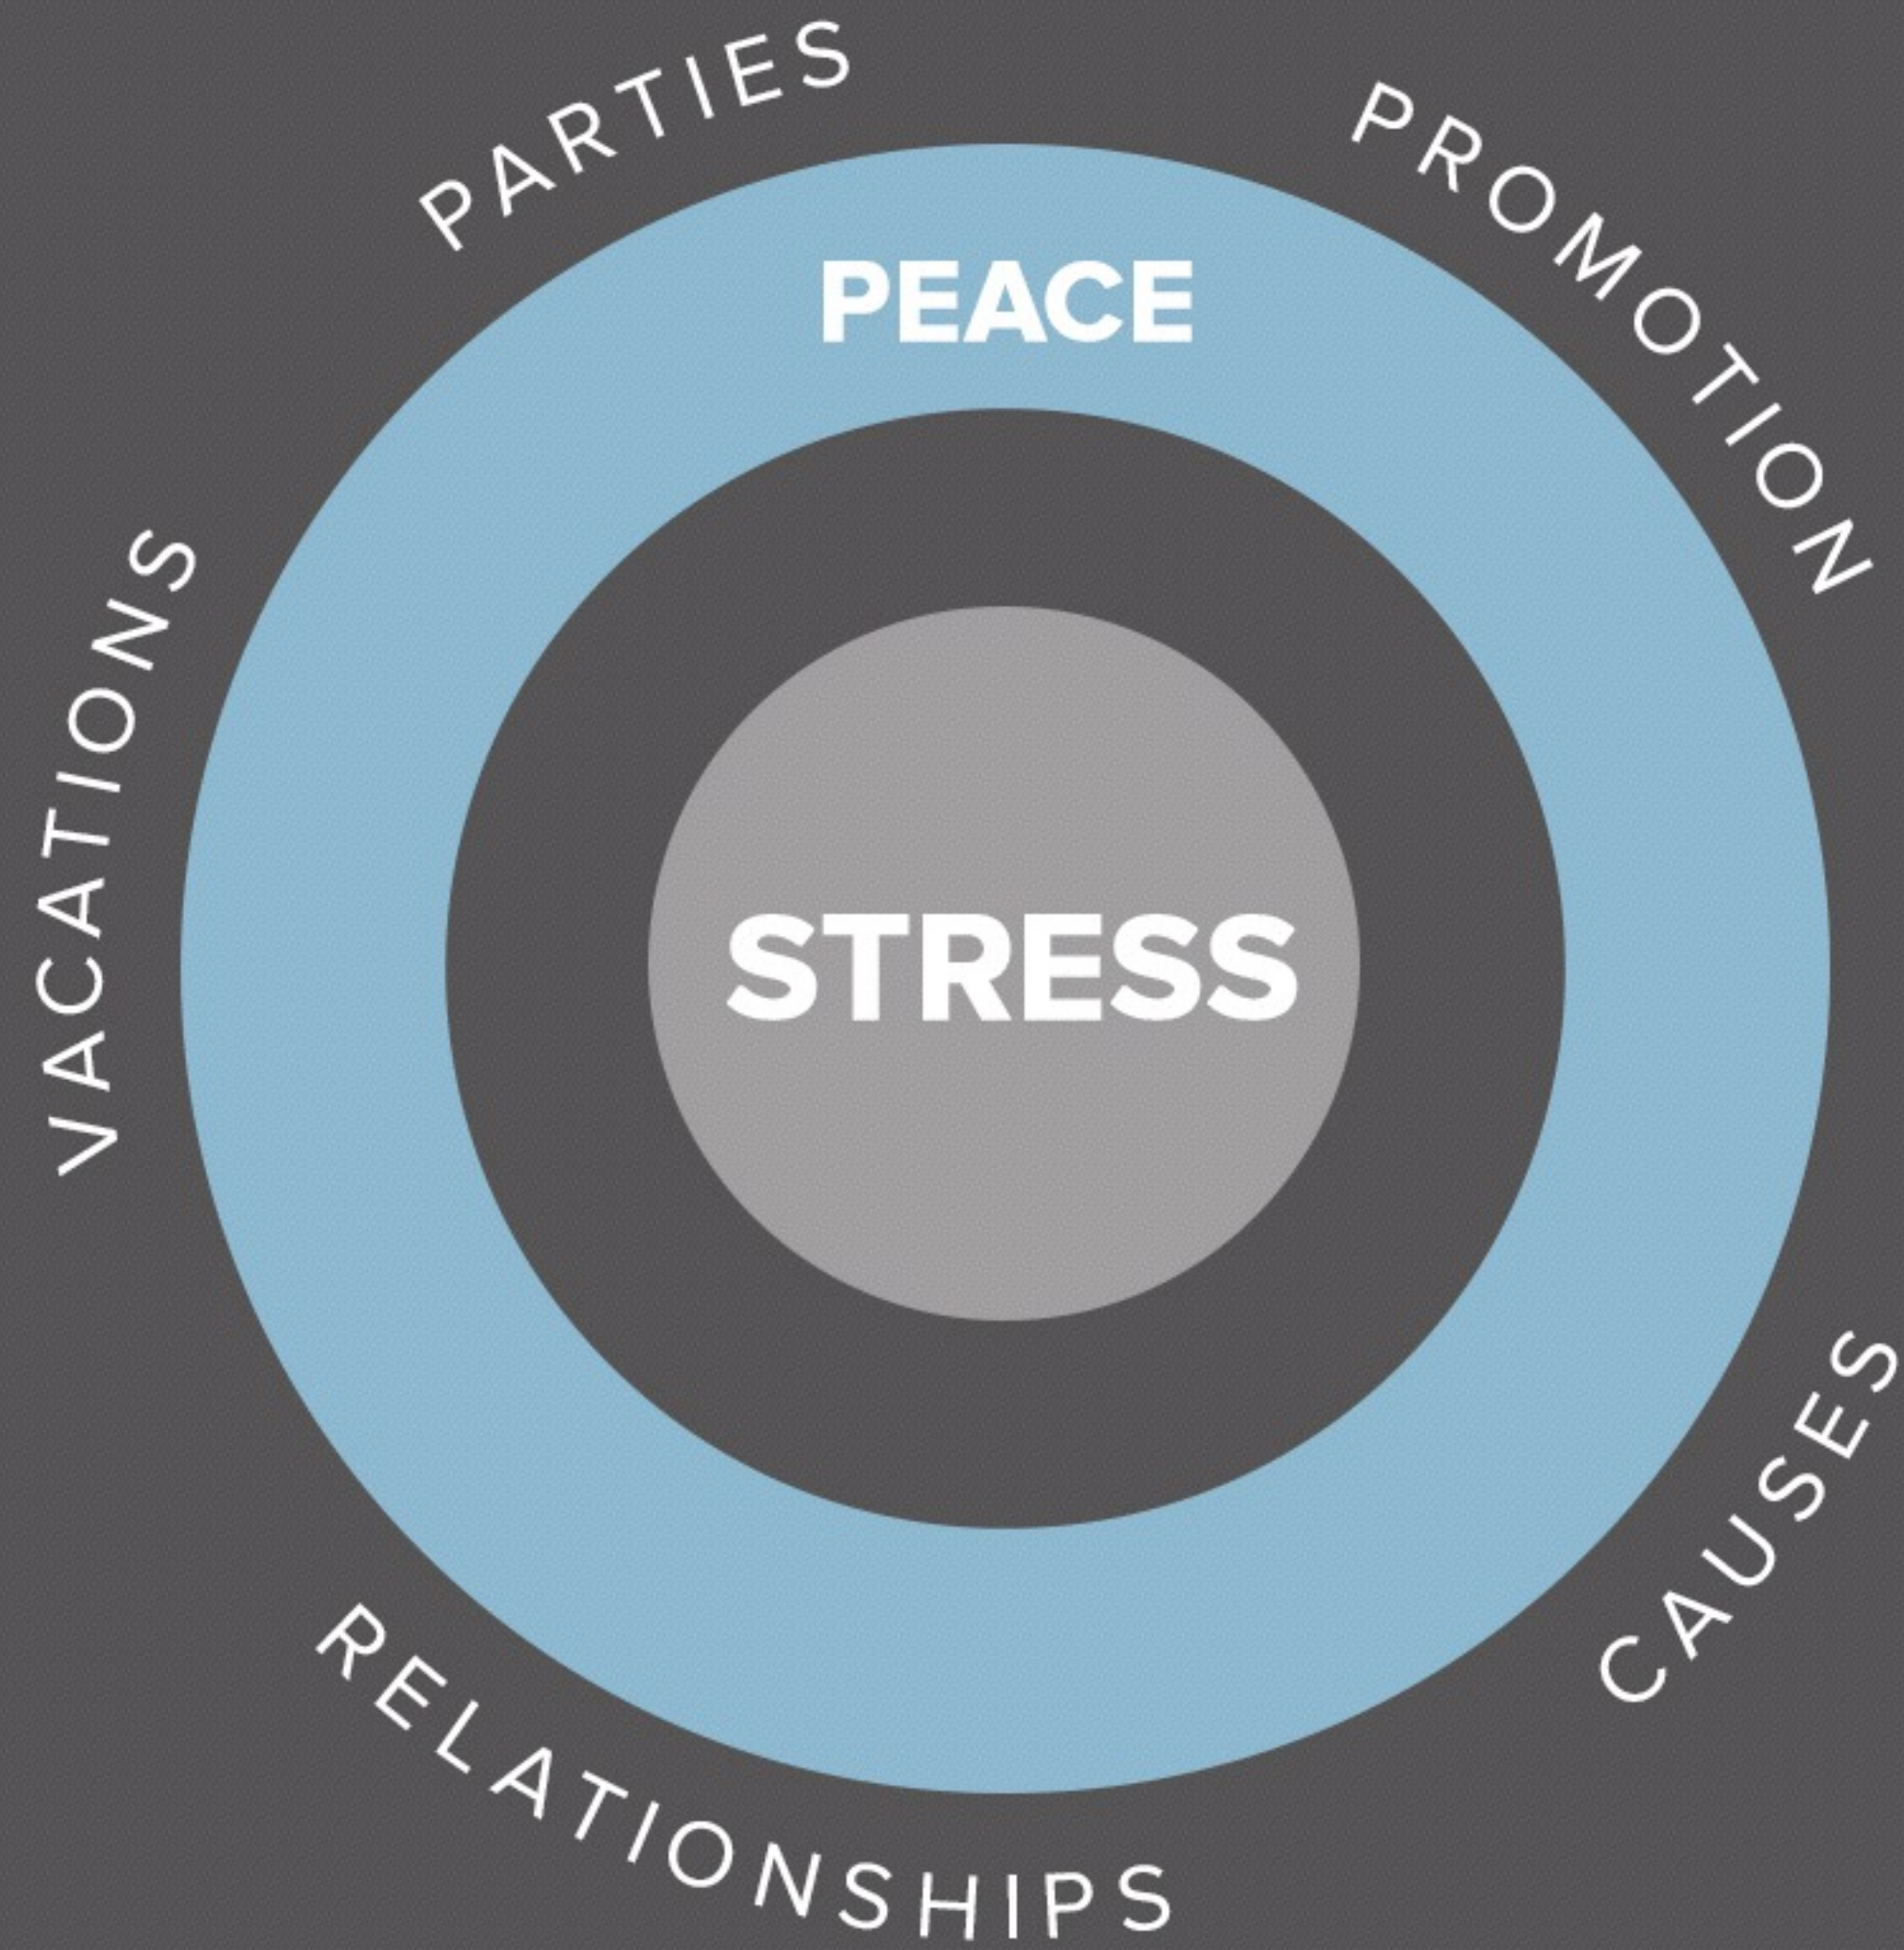 PARTIES
PROMOTION
PEACE
VACATIONS
STRESS
CAUSES
RELATIONSHIPS